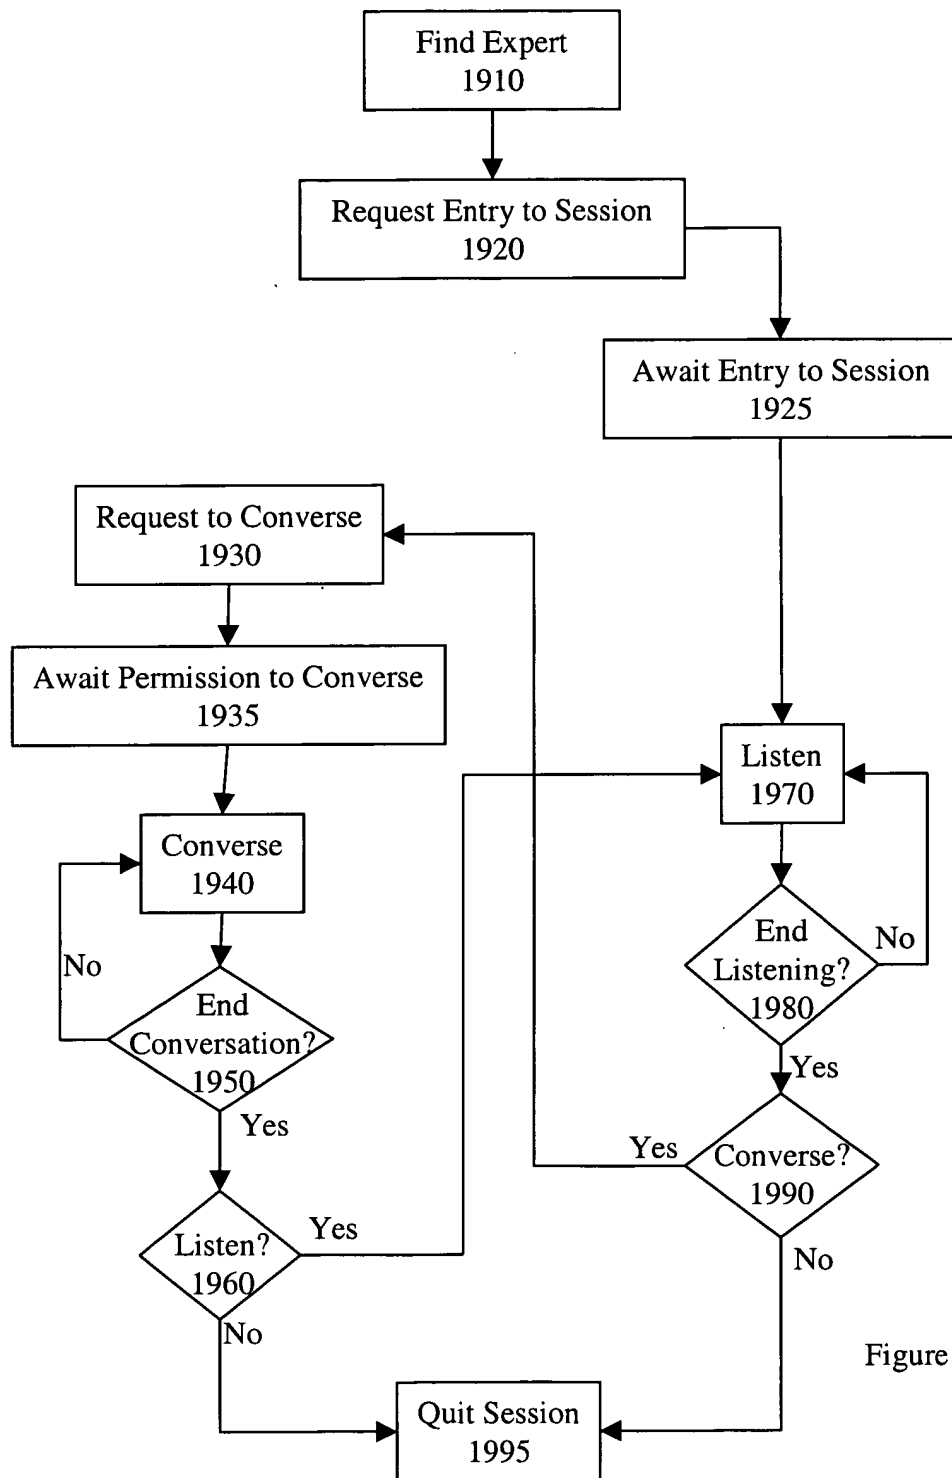 Find Expert
1910
Request Entry to Session
1920
Await Entry to Session
1925
Request to Converse
1930
Await Permission to Converse
1935
Listen
1970
Converse
1940
End
Listening?
1980
No
No
End
Conversation?
1950
Yes
Yes
Converse?
1990
Yes
Listen?
1960
Yes
No
No
Figure
Quit Session
1995